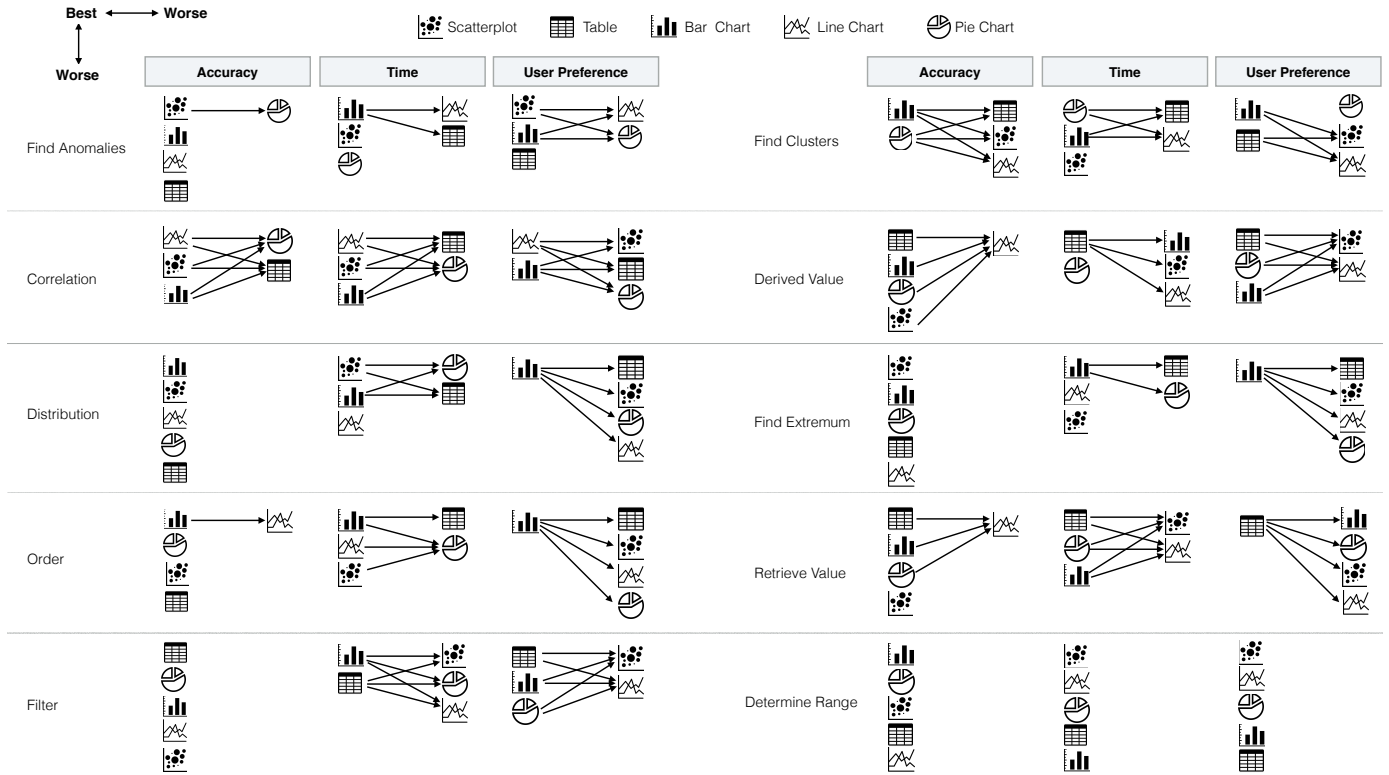 Best Worse
Worse
Scatterplot Table Bar Chart Line Chart Pie Chart
Accuracy Time User Preference Accuracy Time User Preference
Find Anomalies Find Clusters
Correlation Derived Value
Distribution Find Extremum
Order Retrieve Value
Filter Determine Range